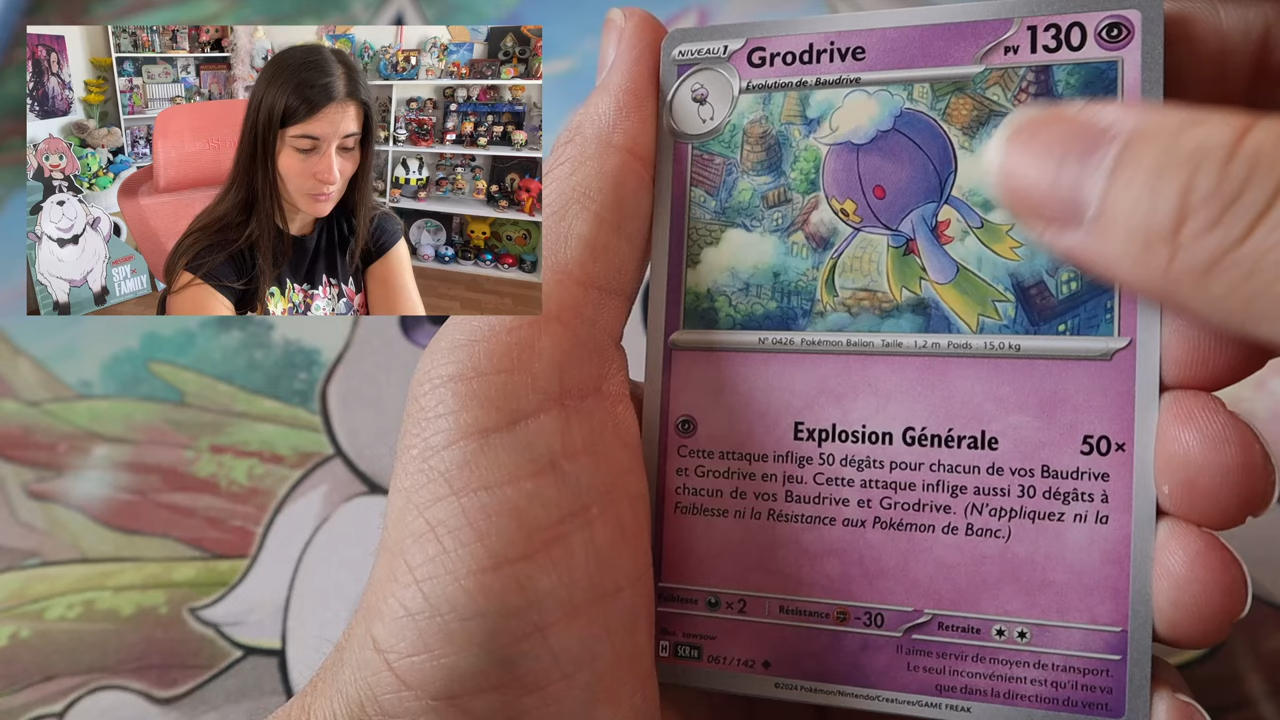 MISSION
SPY
FAMILY
NIVEAU 1
Grodrive
PV 130
Évolution de : Baudrive
N° 0426 Pokémon Ballon Taille : 1,2 m Poids : 15,0 kg
Explosion Générale 50×
Cette attaque inflige 50 dégâts pour chacun de vos Baudrive
et Grodrive en jeu. Cette attaque inflige aussi 30 dégâts à
chacun de vos Baudrive et Grodrive. (N'appliquez ni la
Faiblesse ni la Résistance aux Pokémon de Banc.)
Faiblesse ×2 Résistance -30 Retraite
Illus. sowsow
H SCR FR 061/142
Il aime servir de moyen de transport.
Le seul inconvénient est qu'il ne va
que dans la direction du vent.
©2024 Pokémon/Nintendo/Creatures/GAME FREAK